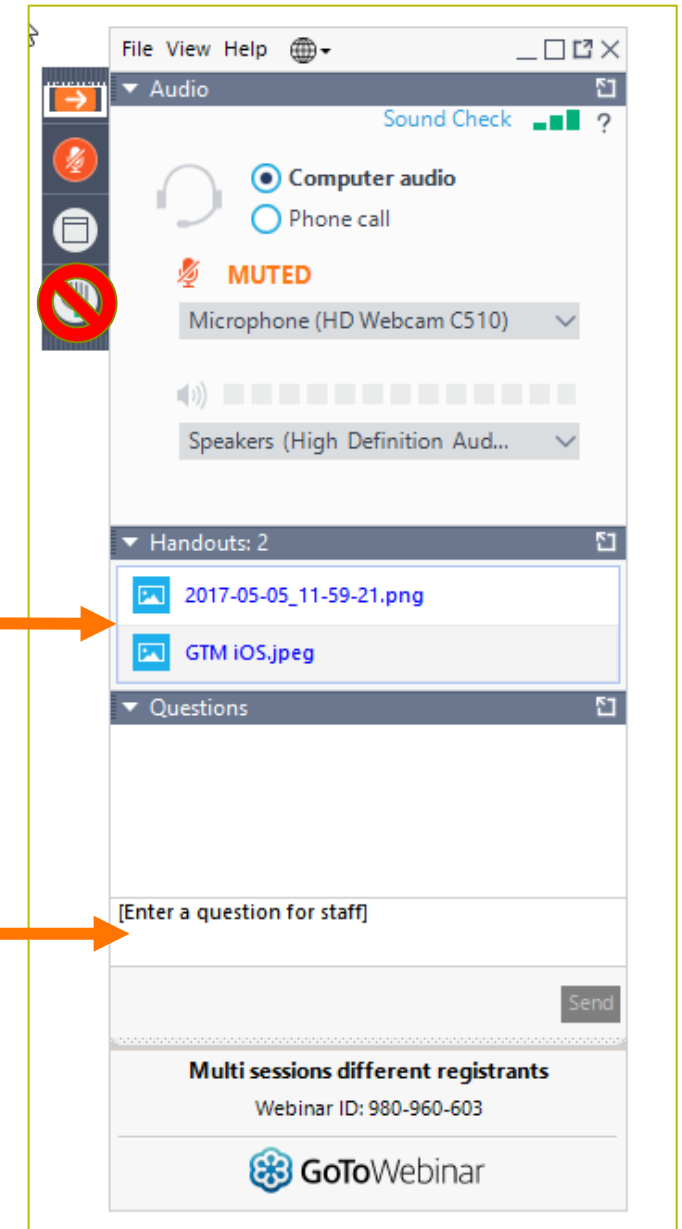 File View Help
Audio
Sound Check ?
Computer audio
Phone call
MUTED
Microphone (HD Webcam C510)
Speakers (High Definition Aud...
Handouts: 2
2017-05-05_11-59-21.png
GTM iOS.jpeg
Questions
[Enter a question for staff]
Send
Multi sessions different registrants
Webinar ID: 980-960-603
GoToWebinar